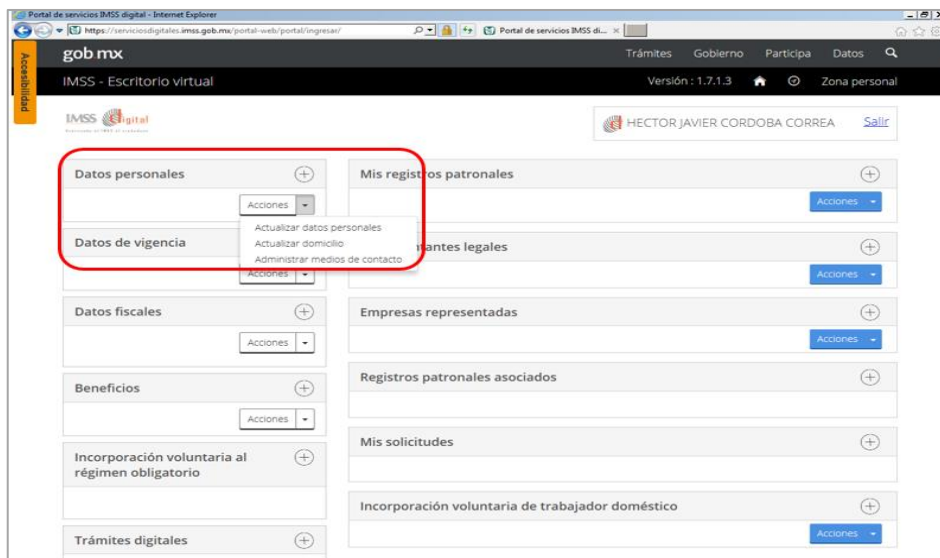 Portal de servicios IMSS digital - Internet Explorer
https://serviciosdigitales.imss.gob.mx/portal-web/portal/ingresar/
Portal de servicios IMSS di...
Accesibilidad
gob.mx
Trámites Gobierno Participa Datos
IMSS - Escritorio virtual
Versión : 1.7.1.3 Zona personal
IMSS digital
HECTOR JAVIER CORDOBA CORREA Salir
Datos personales
Acciones
Actualizar datos personales
Actualizar domicilio
Administrar medios de contacto
Datos de vigencia
Acciones
Datos fiscales
Acciones
Beneficios
Acciones
Incorporación voluntaria al
régimen obligatorio
Trámites digitales
Mis registros patronales
Acciones
ntantes legales
Acciones
Empresas representadas
Acciones
Registros patronales asociados
Mis solicitudes
Incorporación voluntaria de trabajador doméstico
Acciones